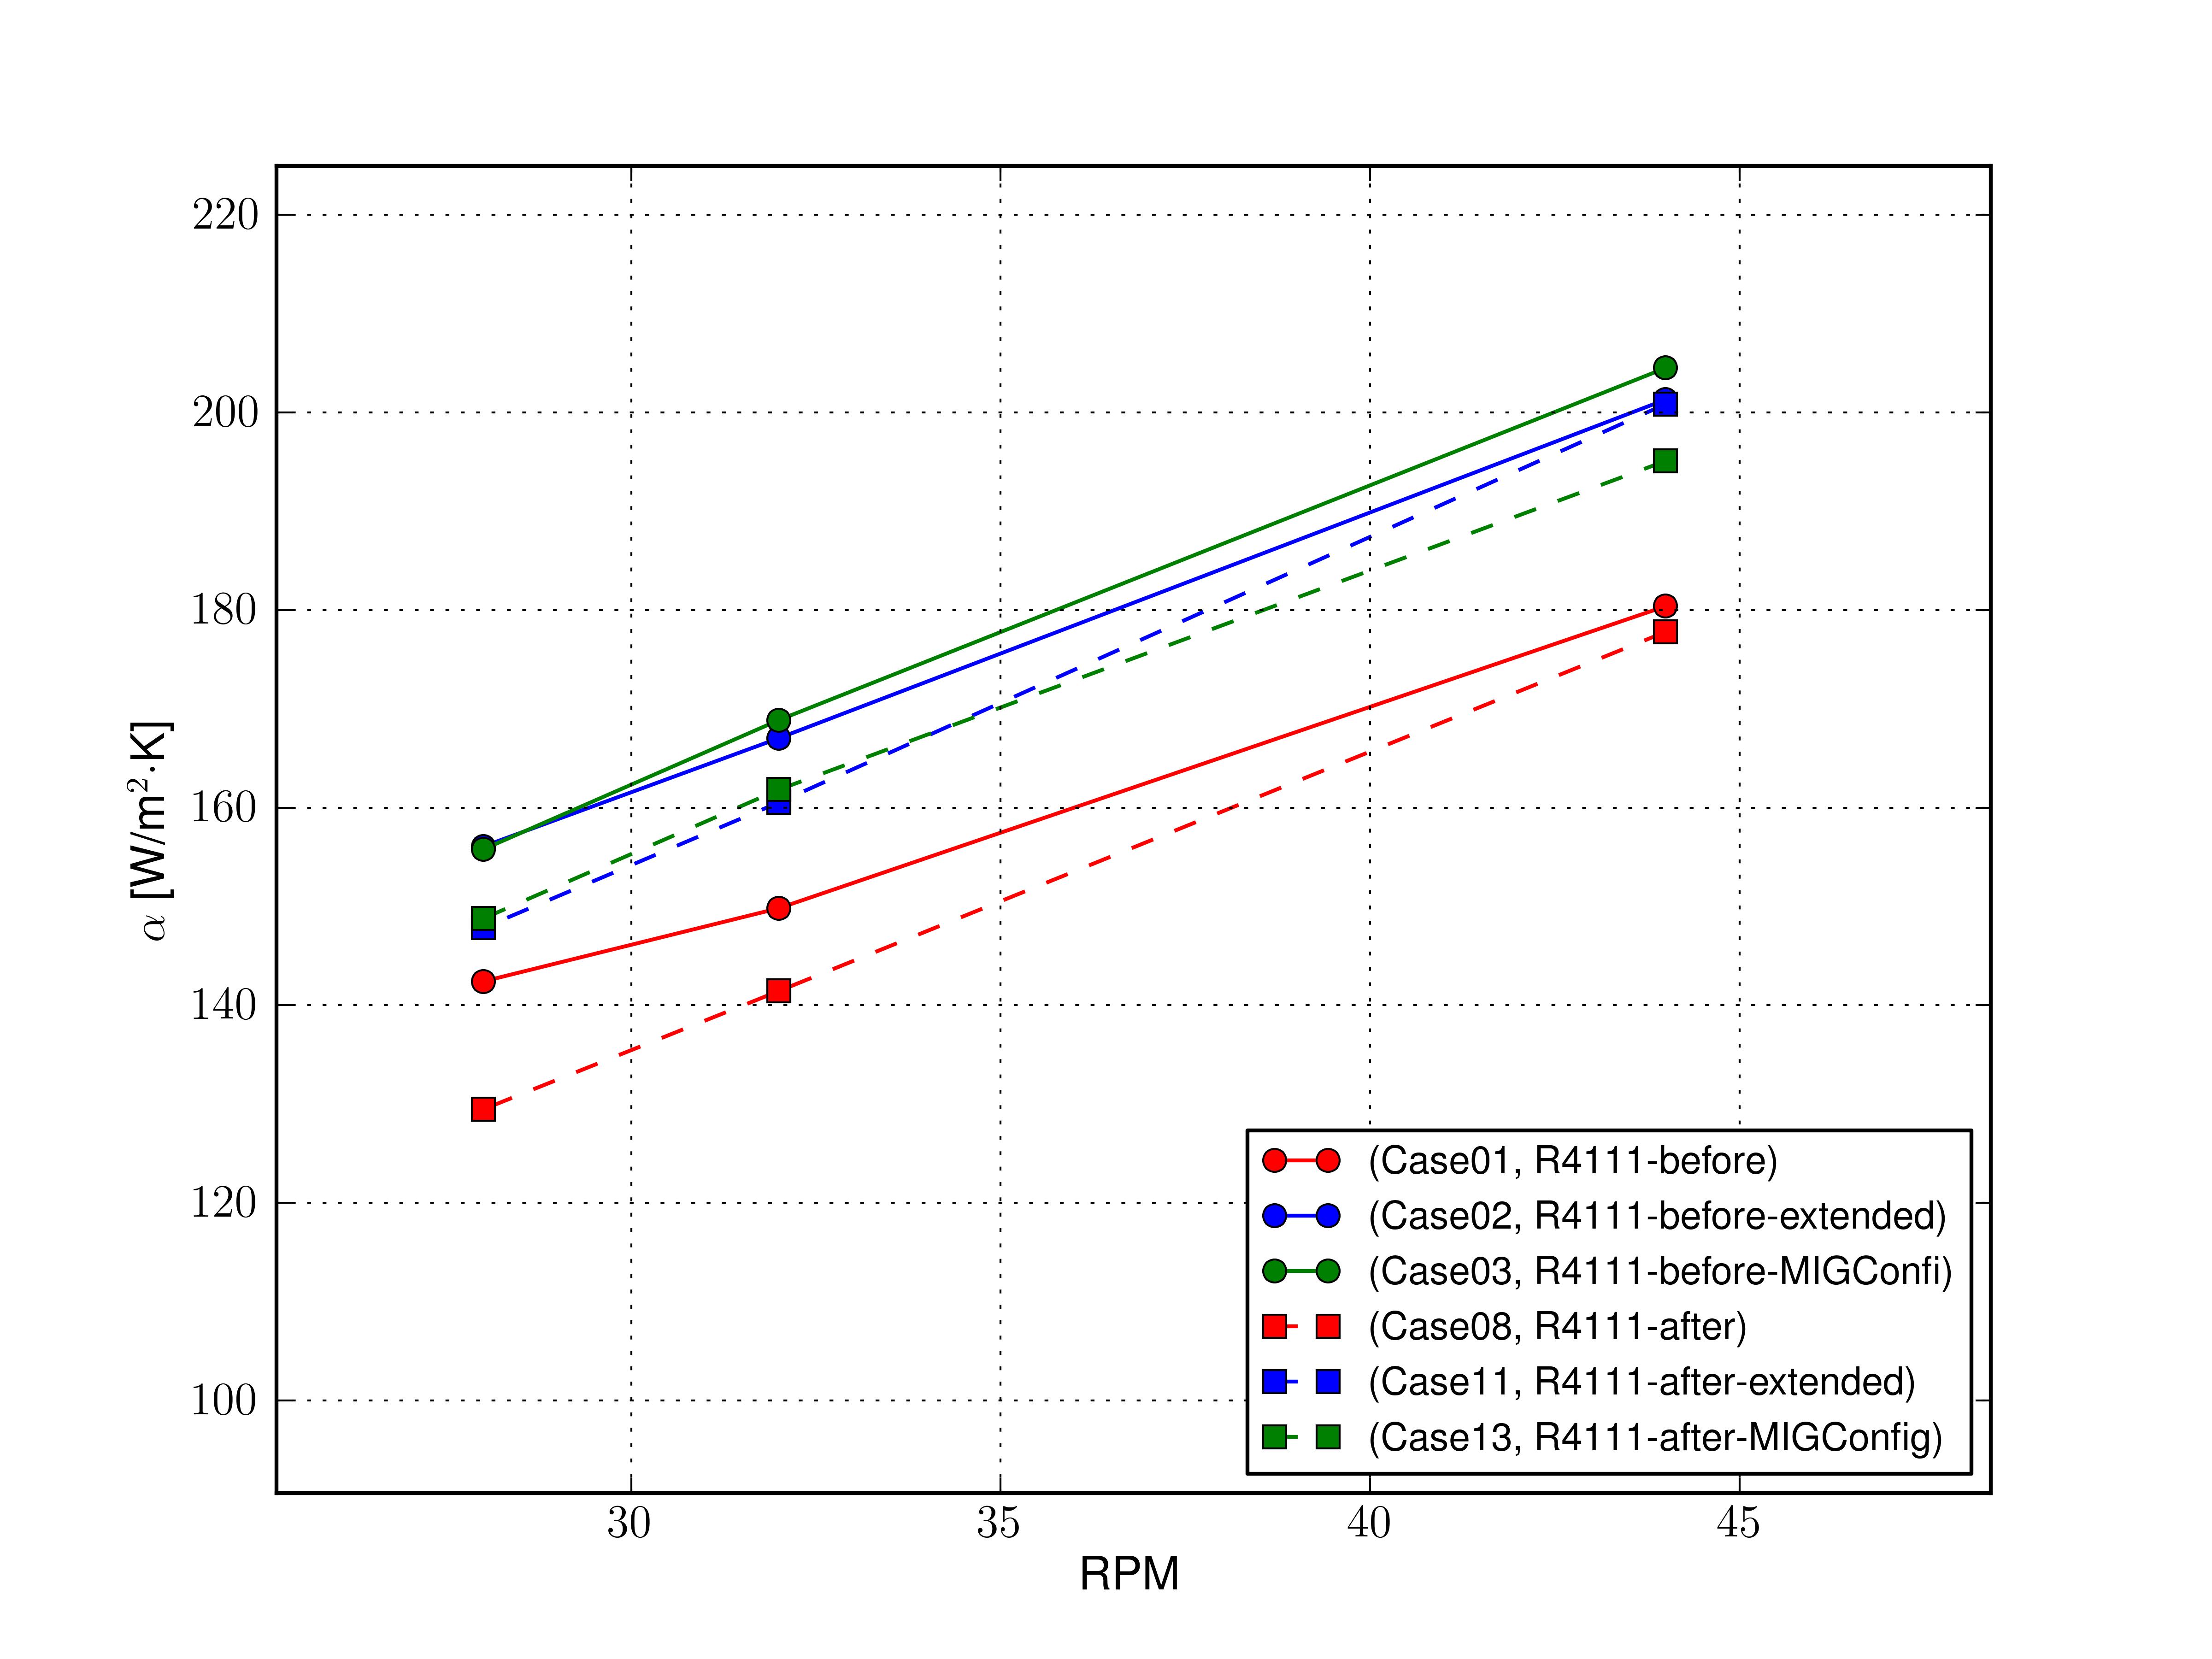 220
200
180
160
140
120
100
α [W/m²·K]
30 35 40 45
RPM
(Case01, R4111-before)
(Case02, R4111-before-extended)
(Case03, R4111-before-MIGConfi)
(Case08, R4111-after)
(Case11, R4111-after-extended)
(Case13, R4111-after-MIGConfig)